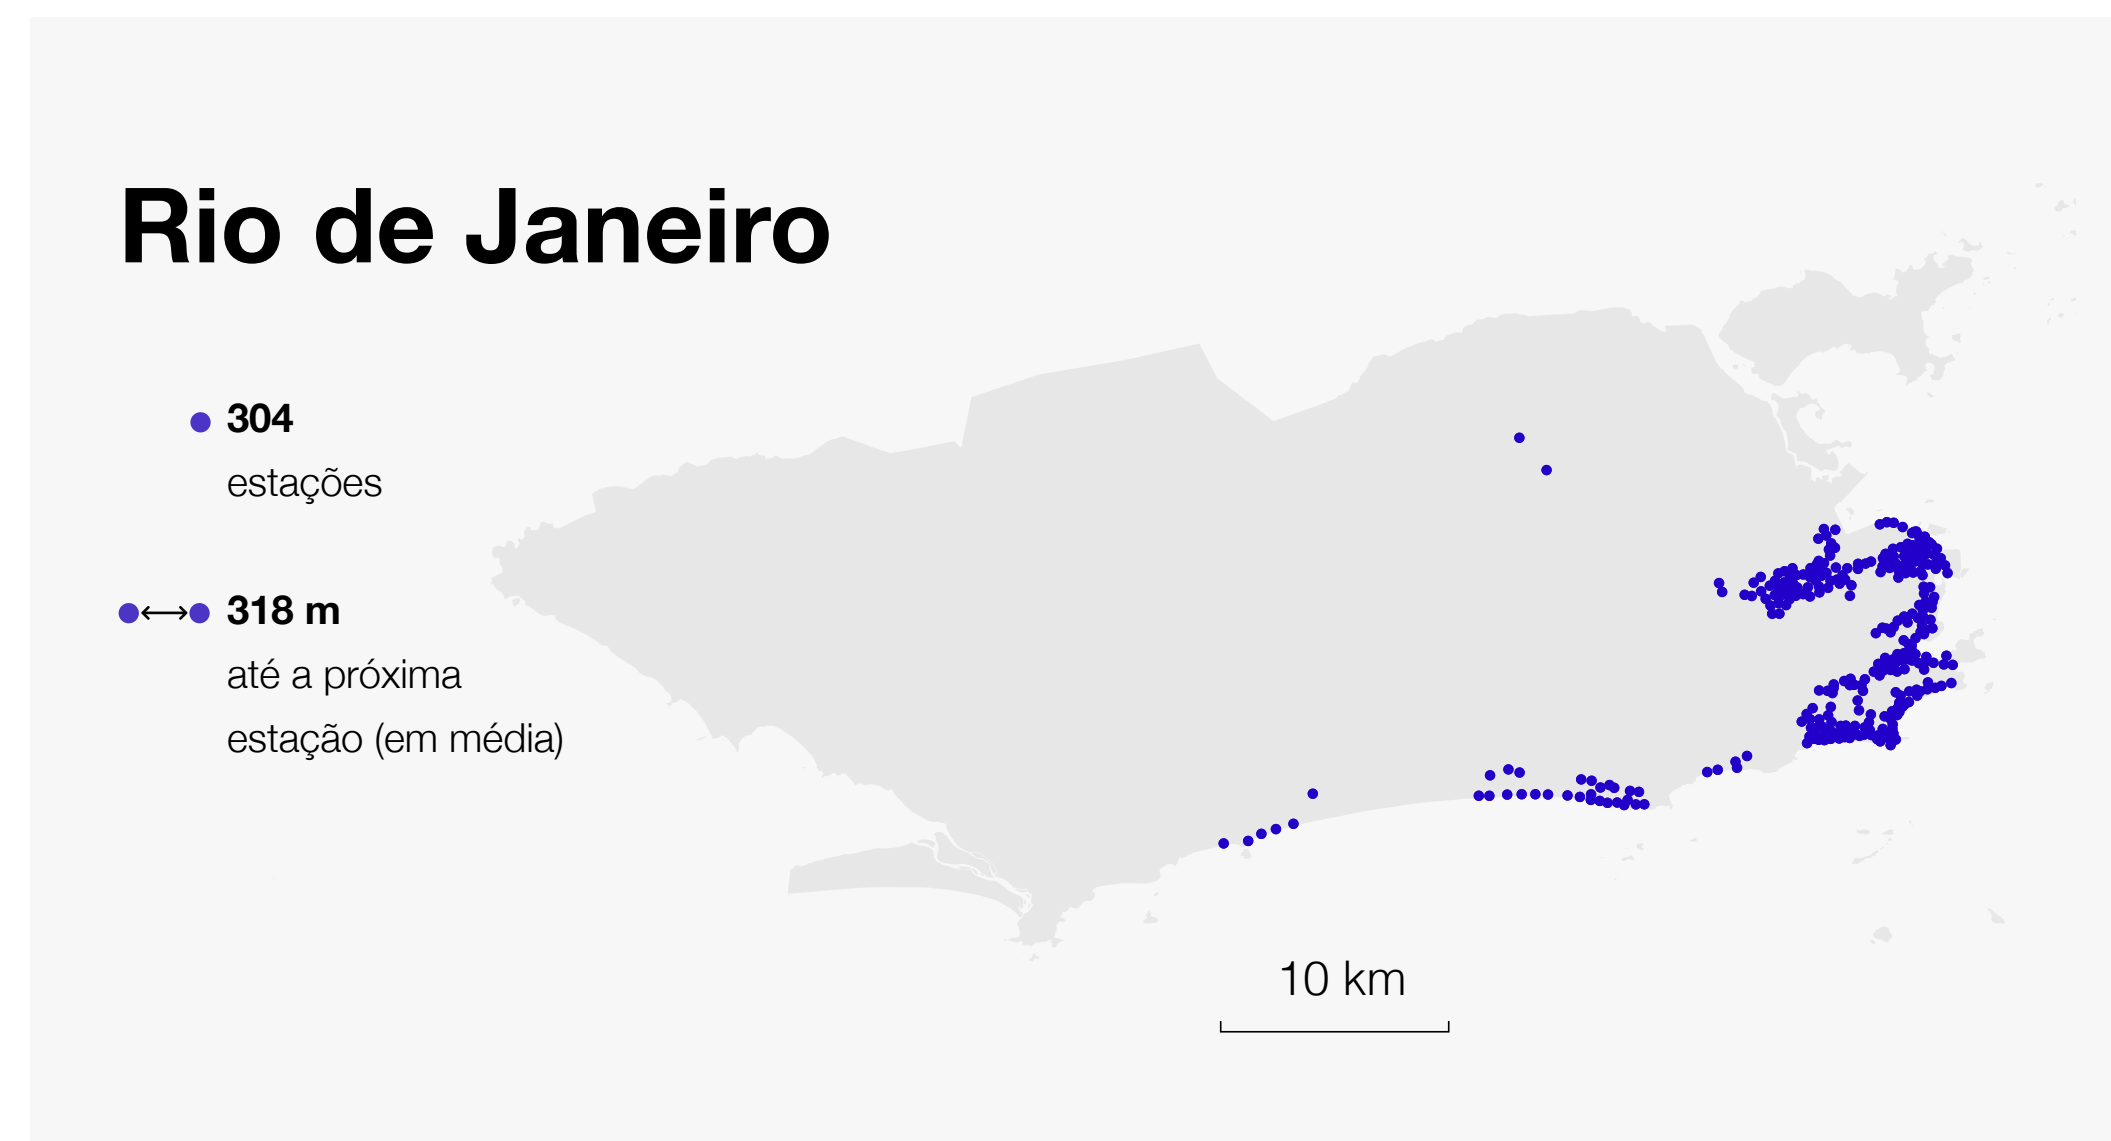 Rio de Janeiro
304
estações
318 m
até a próxima
estação (em média)
10 km